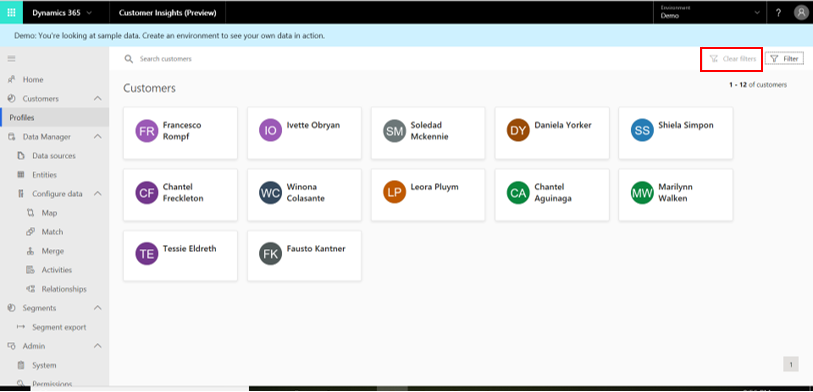 Dynamics 365
Customer Insights (Preview)
Environment
Demo
?
Demo: You're looking at sample data. Create an environment to see your own data in action.
Search customers
Clear filters
Filter
Home
Customers
Profiles
Data Manager
Data sources
Entities
Configure data
Map
Match
Merge
Activities
Relationships
Segments
Segment export
Admin
System
Permissions
Customers
1 - 12 of customers
FR
Francesco
Rompf
IO
Ivette Obryan
SM
Soledad
Mckennie
DY
Daniela Yorker
SS
Shiela Simpon
CF
Chantel
Freckleton
WC
Winona
Colasante
LP
Leora Pluym
CA
Chantel
Aguinaga
MW
Marilynn
Walken
TE
Tessie Eldreth
FK
Fausto Kantner
1